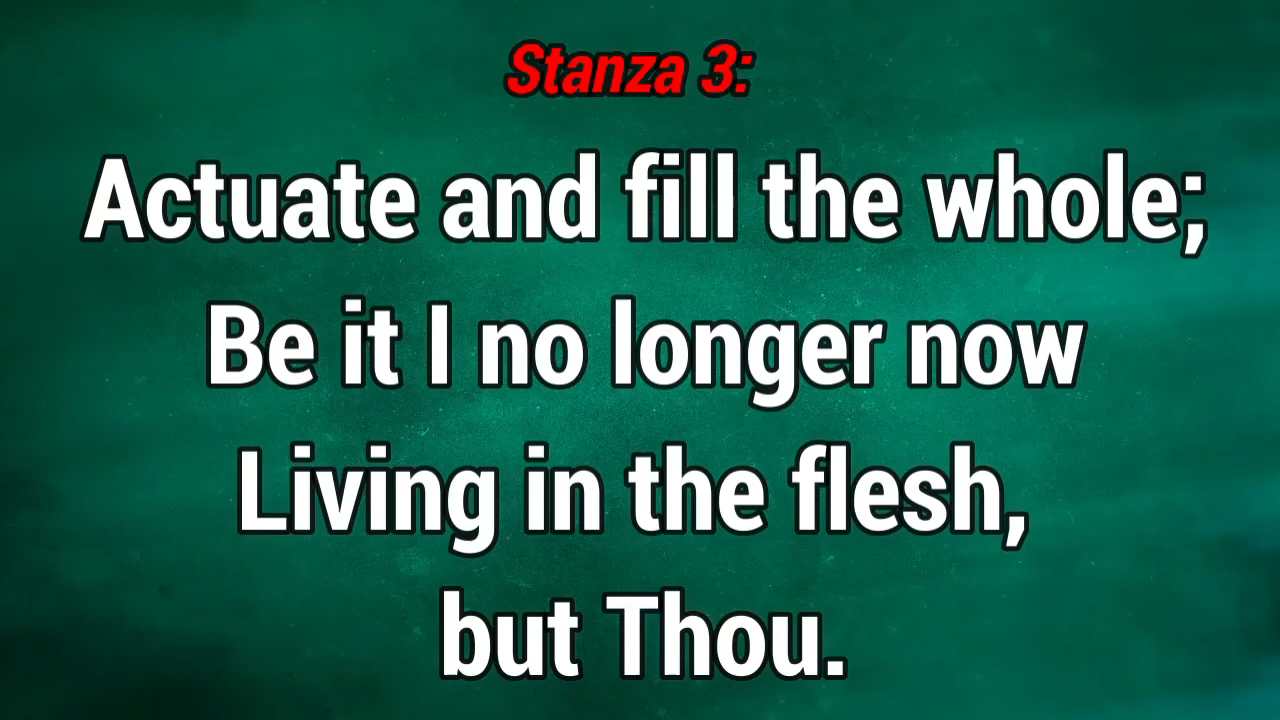 Stanza 3:
Actuate and fill the whole;
Be it I no longer now
Living in the flesh,
but Thou.